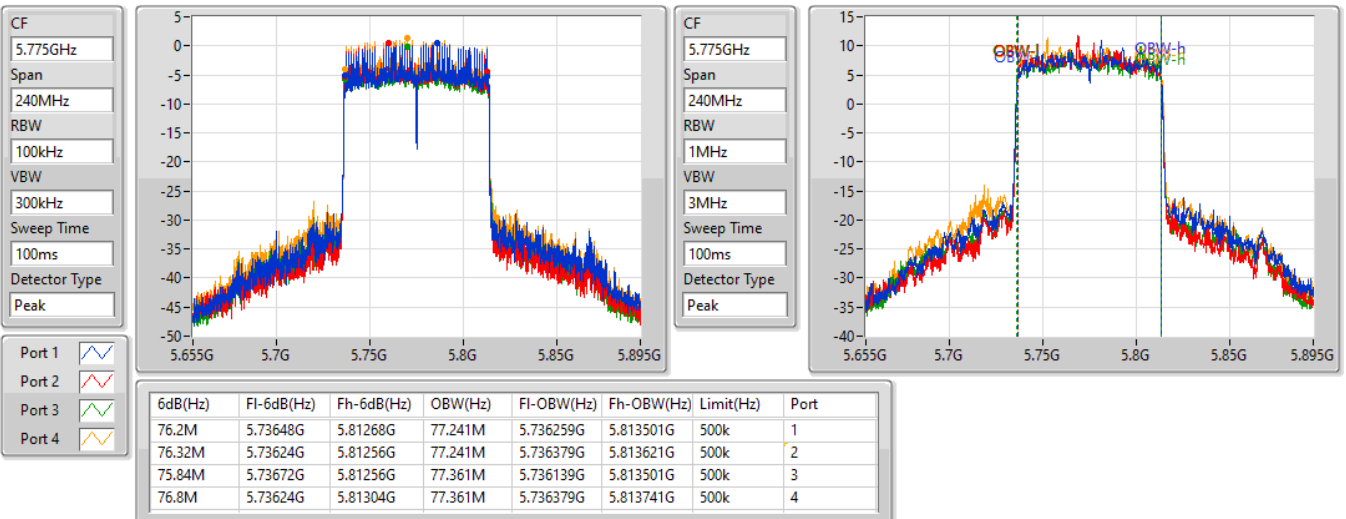 CF
5.775GHz
Span
240MHz
RBW
100kHz
VBW
300kHz
Sweep Time
100ms
Detector Type
Peak
Port 1
Port 2
Port 3
Port 4
5
0
-5
-10
-15
-20
-25
-30
-35
-40
-45
-50
5.655G 5.7G 5.75G 5.8G 5.85G 5.895G
CF
5.775GHz
Span
240MHz
RBW
1MHz
VBW
3MHz
Sweep Time
100ms
Detector Type
Peak
15
10
5
0
-5
-10
-15
-20
-25
-30
-35
-40
OBW-l OBW-h
5.655G 5.7G 5.75G 5.8G 5.85G 5.895G
6dB(Hz) Fl-6dB(Hz) Fh-6dB(Hz) OBW(Hz) Fl-OBW(Hz) Fh-OBW(Hz) Limit(Hz) Port
76.2M 5.73648G 5.81268G 77.241M 5.736259G 5.813501G 500k 1
76.32M 5.73624G 5.81256G 77.241M 5.736379G 5.813621G 500k 2
75.84M 5.73672G 5.81256G 77.361M 5.736139G 5.813501G 500k 3
76.8M 5.73624G 5.81304G 77.361M 5.736379G 5.813741G 500k 4